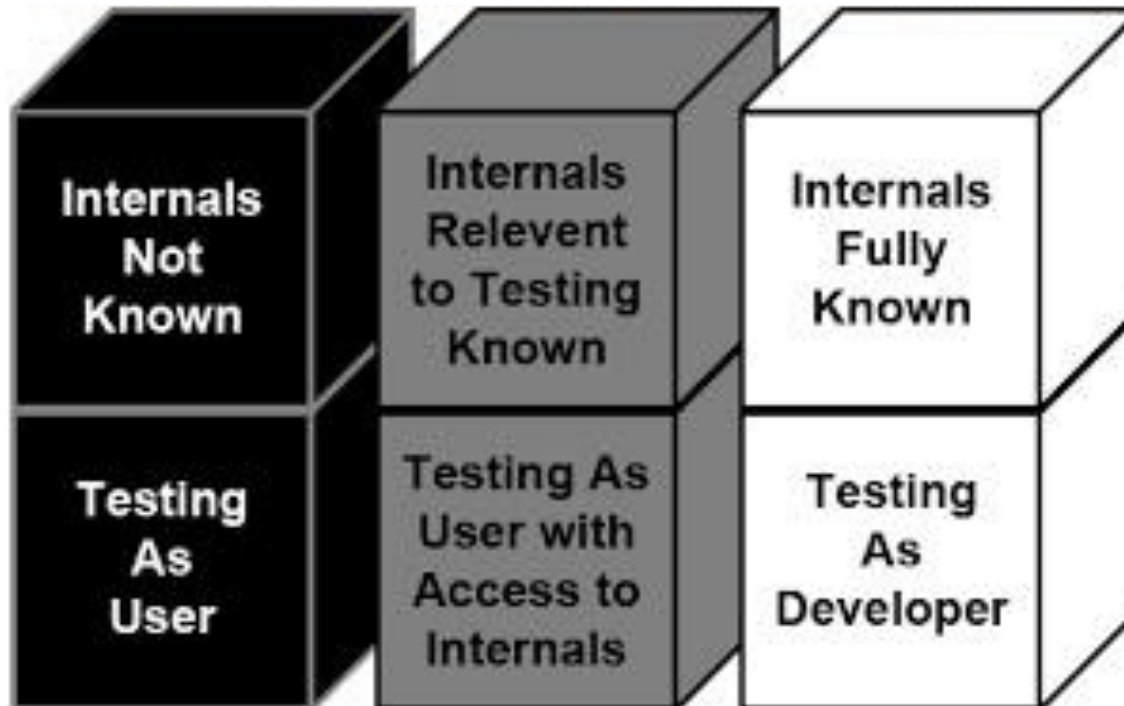 Internals
Not
Known
Internals
Relevent
to Testing
Known
Internals
Fully
Known
Testing
As
User
Testing As
User with
Access to
Internals
Testing
As
Developer